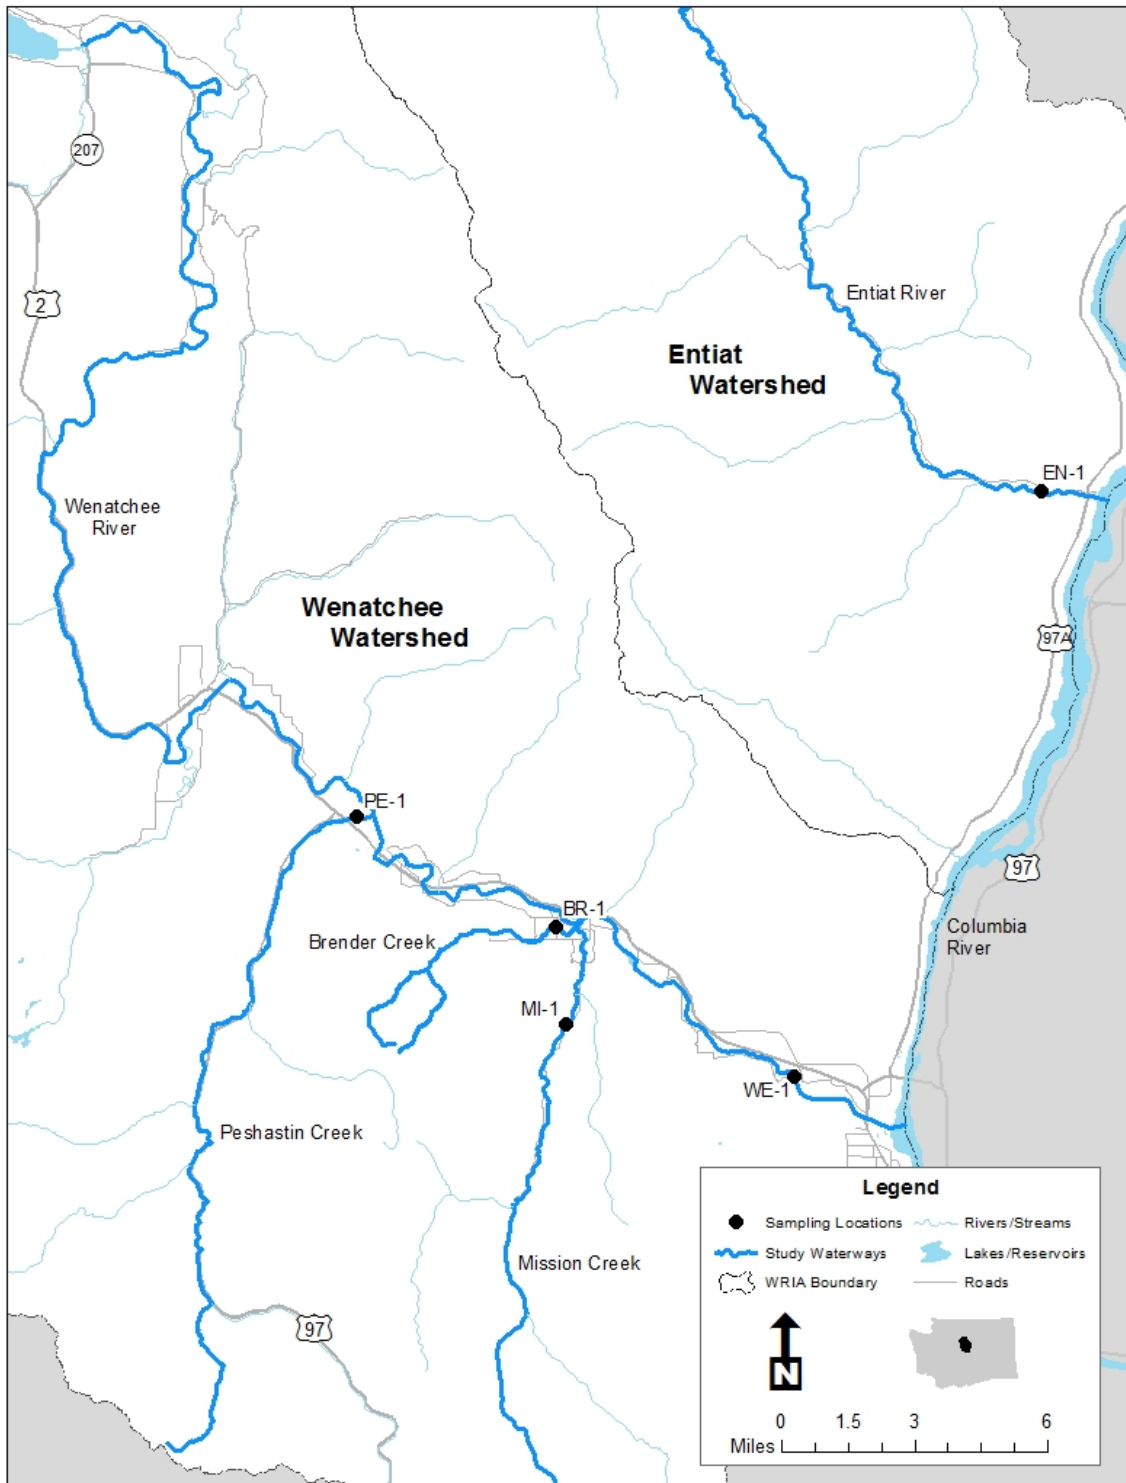 207
2
Entiat River
Entiat
Watershed
EN-1
Wenatchee
River
Wenatchee
Watershed
97A
PE-1
97
BR-1
Columbia
River
Brender Creek
MI-1
WE-1
Peshastin Creek
Mission Creek
97
Legend
Sampling Locations
Rivers/Streams
Study Waterways
Lakes/Reservoirs
WRIA Boundary
Roads
N
0 1.5 3 6
Miles